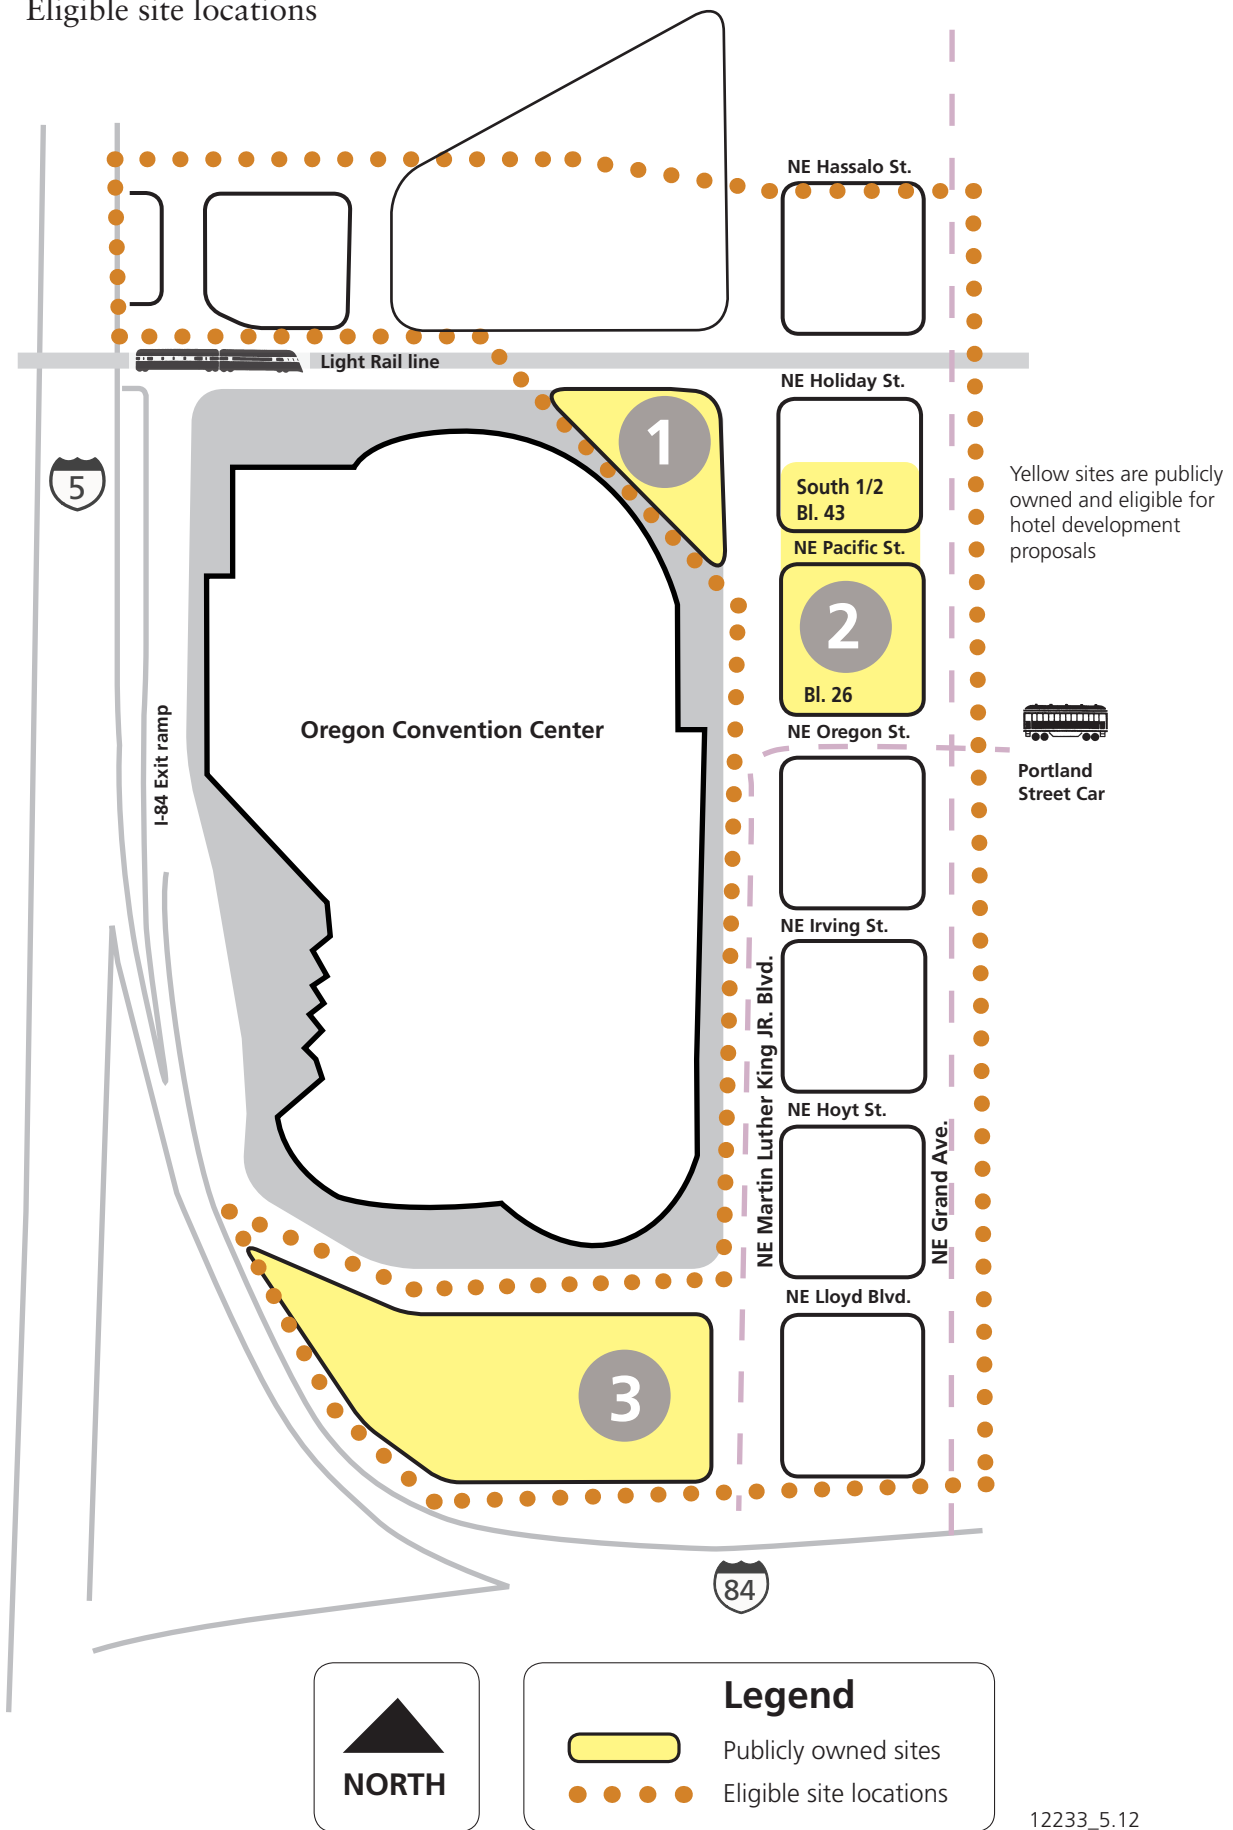 Eligible site locations
NE Hassalo St.
Light Rail line
NE Holiday St.
1
5
South 1/2
Bl. 43
Yellow sites are publicly
owned and eligible for
hotel development
proposals
NE Pacific St.
2
Bl. 26
I-84 Exit ramp
Oregon Convention Center
NE Oregon St.
Portland
Street Car
NE Irving St.
NE Martin Luther King JR. Blvd.
NE Hoyt St.
NE Grand Ave.
NE Lloyd Blvd.
3
84
NORTH
Legend
Publicly owned sites
Eligible site locations
12233_5.12